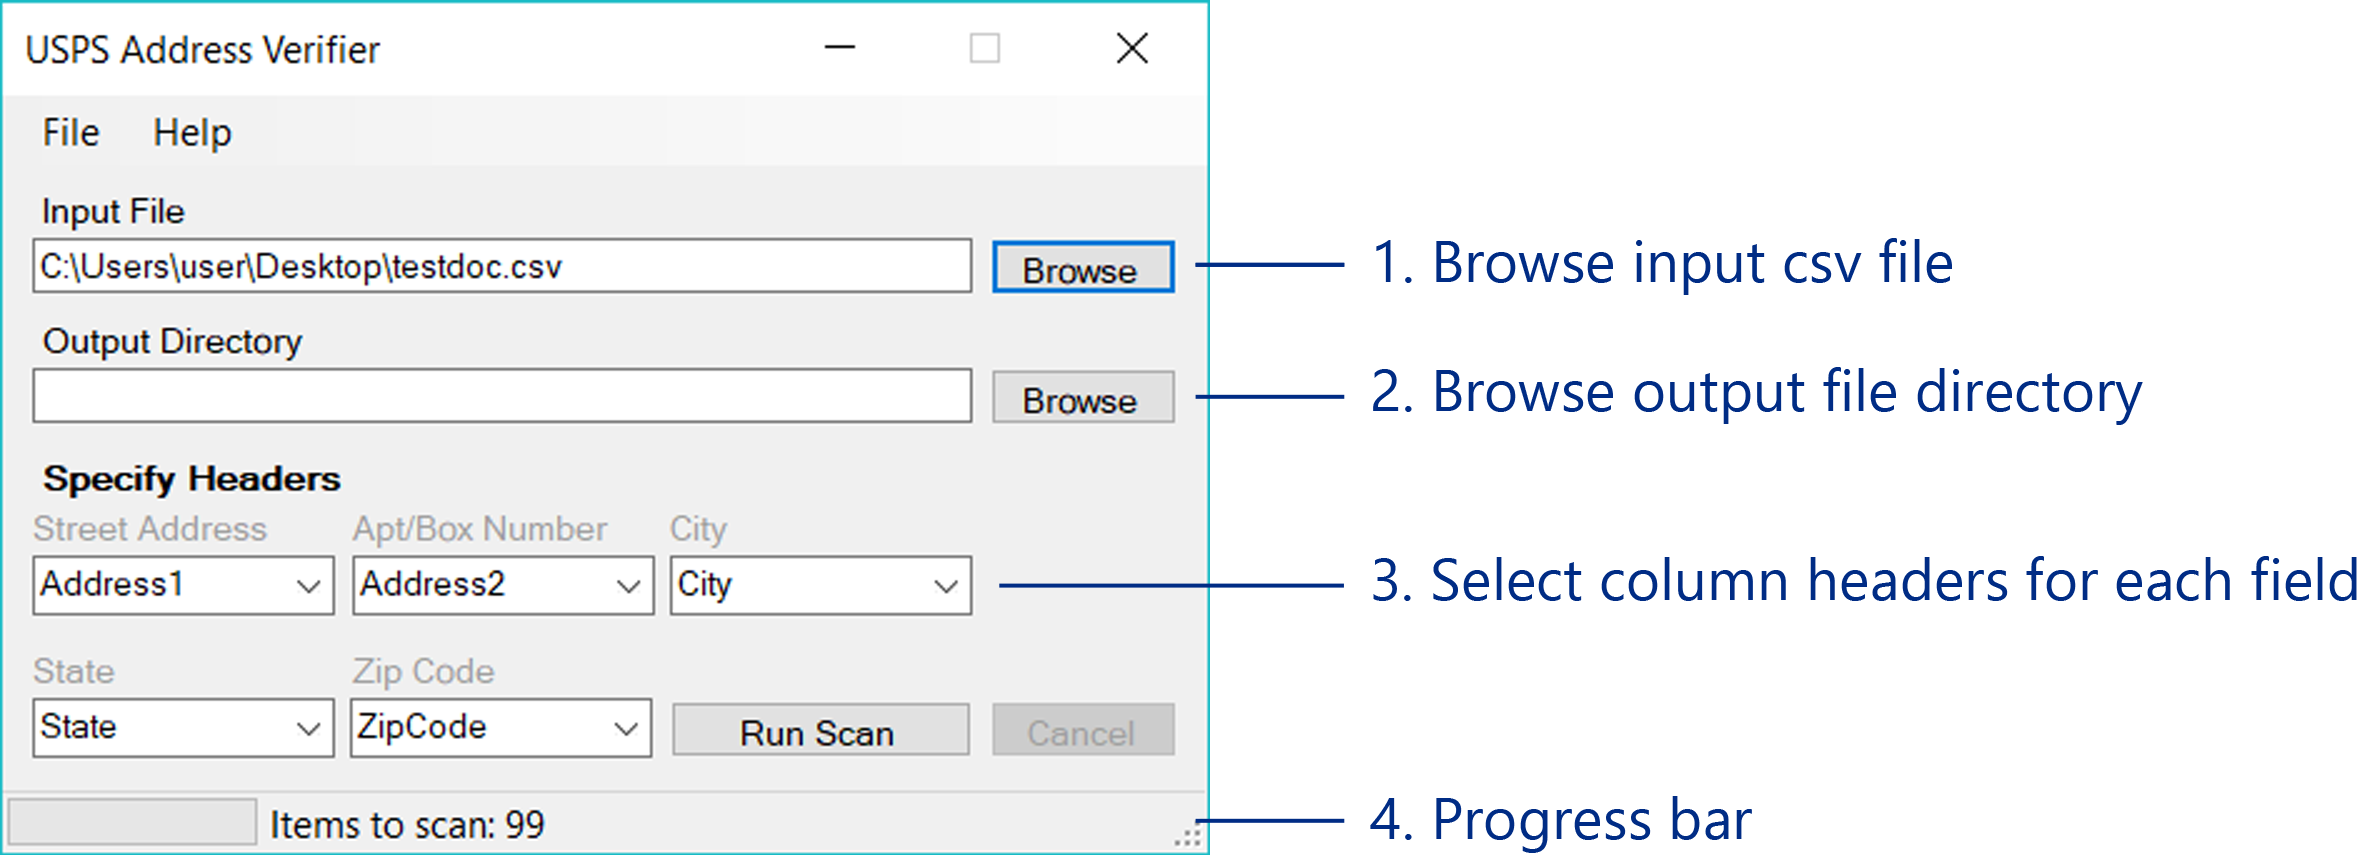 USPS Address Verifier
File Help
Input File
C:\Users\user\Desktop\testdoc.csv Browse
1. Browse input csv file
Output Directory
Browse
2. Browse output file directory
Specify Headers
Street Address Apt/Box Number City
Address1 Address2 City
3. Select column headers for each field
State Zip Code
State ZipCode Run Scan Cancel
Items to scan: 99
4. Progress bar